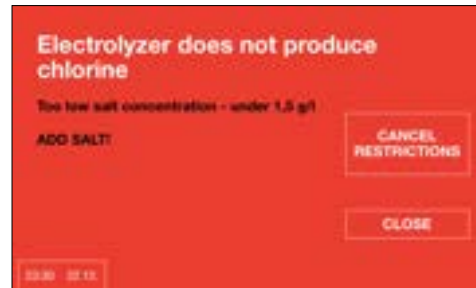 Electrolyzer does not produce
chlorine
Too low salt concentration - under 1,5 g/l
ADD SALT!
CANCEL
RESTRICTIONS
CLOSE